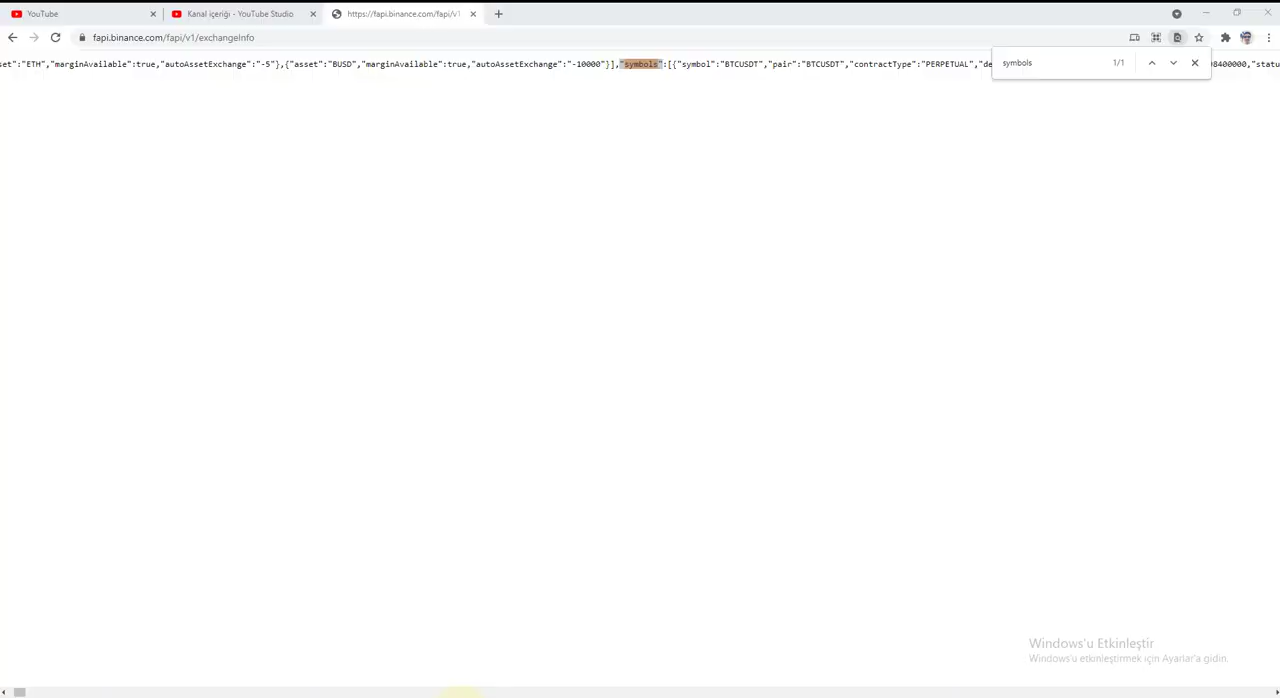 YouTube
Kanal içeriği - YouTube Studio
https://fapi.binance.com/fapi/v1
fapi.binance.com/fapi/v1/exchangeInfo
symbols
1/1
set":"ETH","marginAvailable":true,"autoAssetExchange":"-5"},{"asset":"BUSD","marginAvailable":true,"autoAssetExchange":"-10000"}],"symbols":[{"symbol":"BTCUSDT","pair":"BTCUSDT","contractType":"PERPETUAL","de 8400000,"statu
Windows'u Etkinleştir
Windows'u etkinleştirmek için Ayarlar'a gidin.